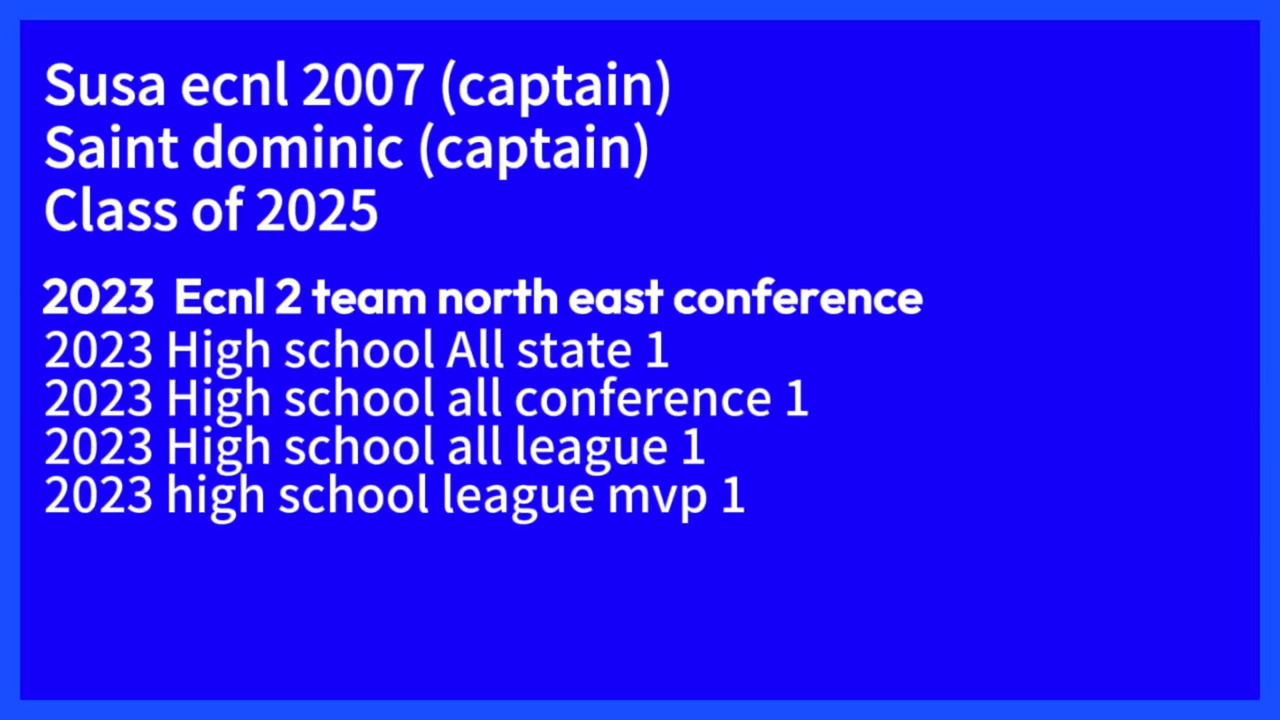 Susa ecnl 2007 (captain)
Saint dominic (captain)
Class of 2025
2023 Ecnl 2 team north east conference
2023 High school All state 1
2023 High school all conference 1
2023 High school all league 1
2023 high school league mvp 1